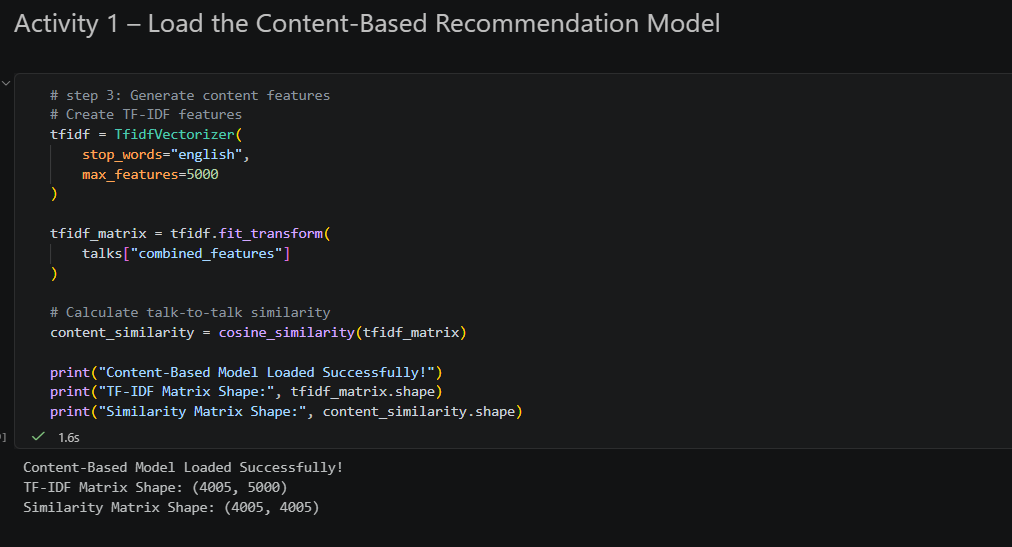 Activity 1 – Load the Content-Based Recommendation Model
# step 3: Generate content features
# Create TF-IDF features
tfidf = TfidfVectorizer(
    stop_words="english",
    max_features=5000
)
tfidf_matrix = tfidf.fit_transform(
    talks["combined_features"]
)
# Calculate talk-to-talk similarity
content_similarity = cosine_similarity(tfidf_matrix)
print("Content-Based Model Loaded Successfully!")
print("TF-IDF Matrix Shape:", tfidf_matrix.shape)
print("Similarity Matrix Shape:", content_similarity.shape)
]
1.6s
Content-Based Model Loaded Successfully!
TF-IDF Matrix Shape: (4005, 5000)
Similarity Matrix Shape: (4005, 4005)